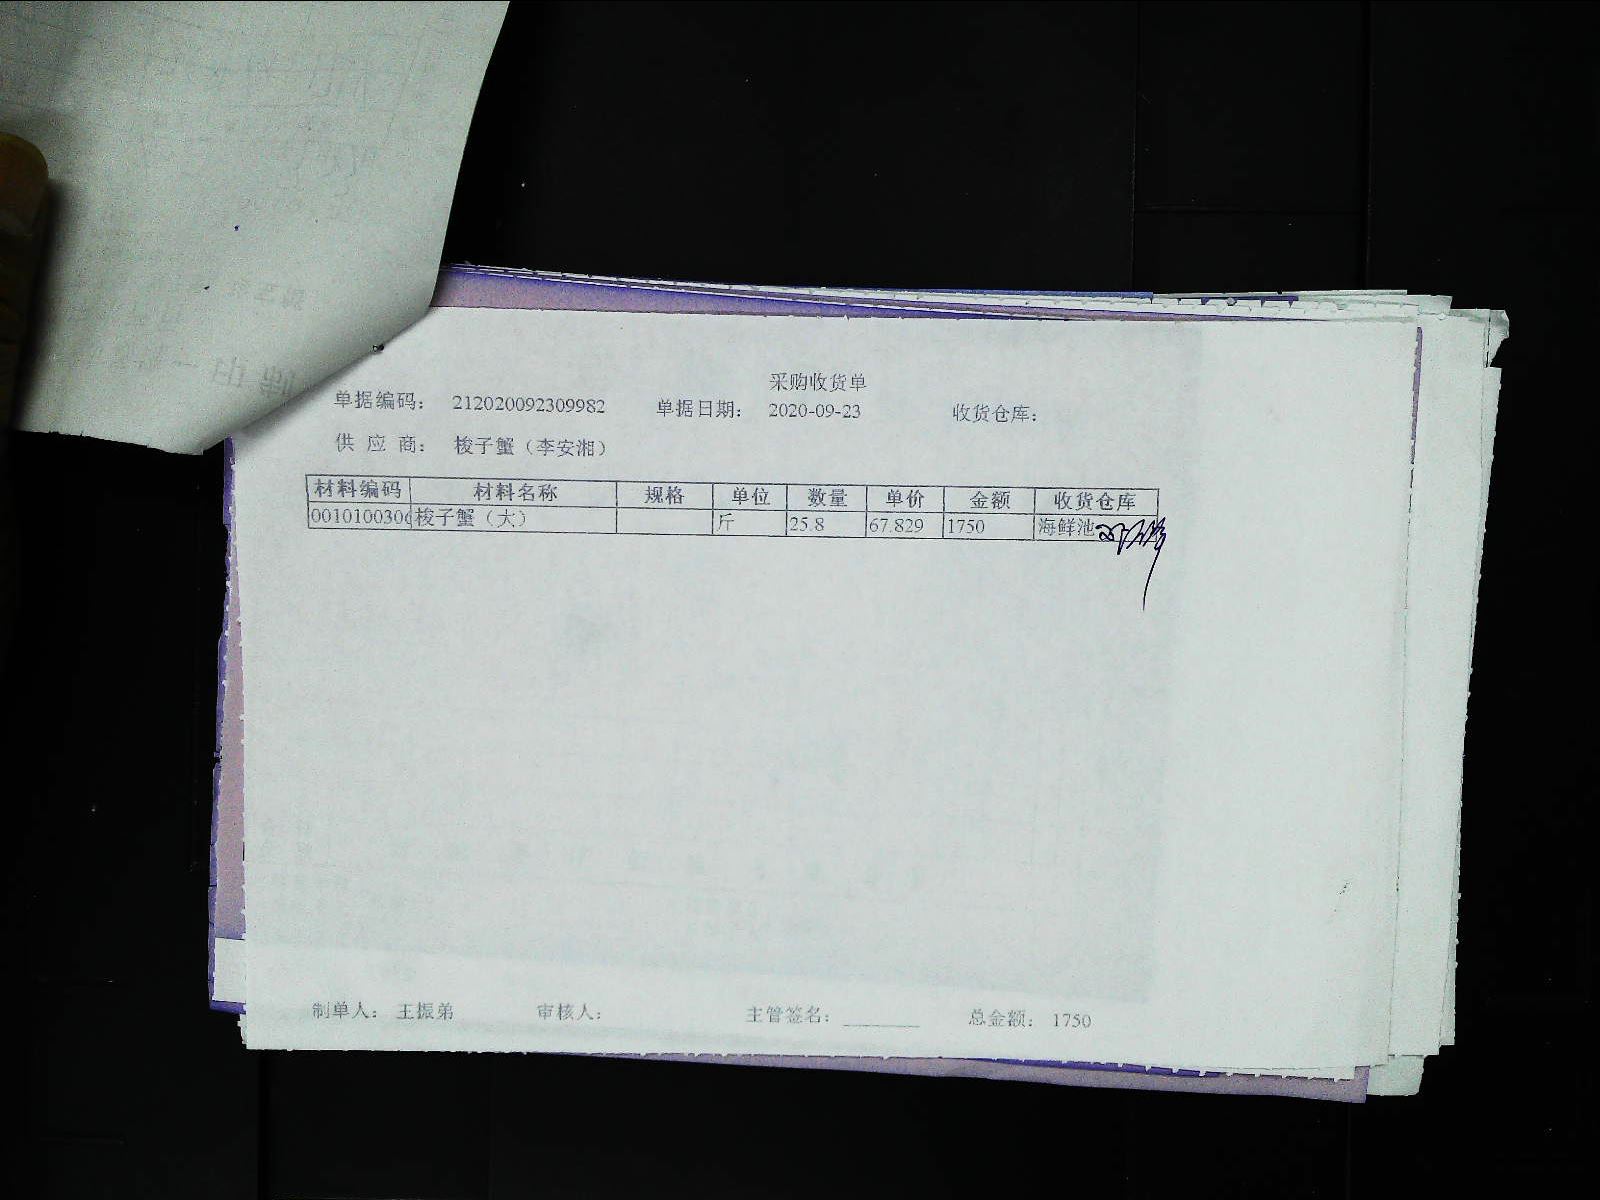 采购收货单
单据编码： 212020092309982 单据日期： 2020-09-23 收货仓库：
供 应 商： 梭子蟹（李安湘）
材料编码 材料名称 规格 单位 数量 单价 金额 收货仓库
0010100306 梭子蟹（大） 斤 25.8 67.829 1750 海鲜池
制单人： 王振弟 审核人： 主管签名： ________ 总金额： 1750